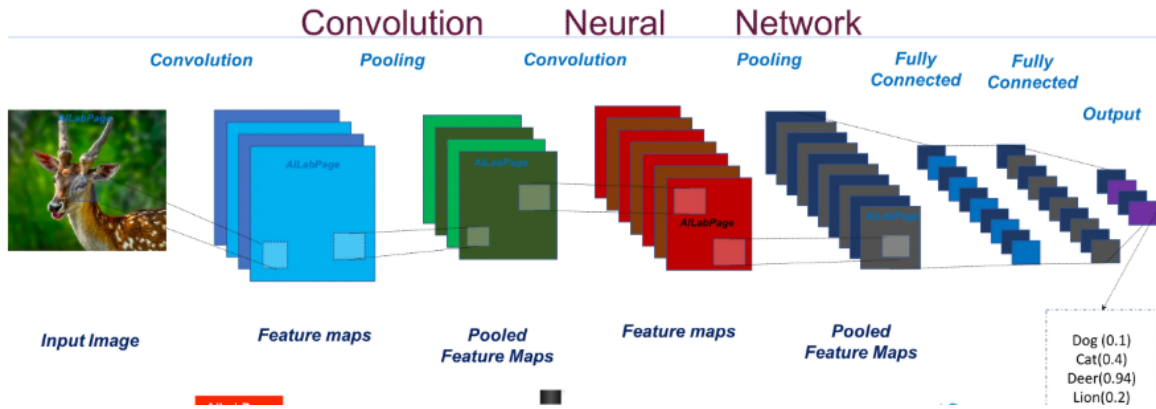 Convolution Neural Network
Convolution
Pooling
Convolution
Pooling
Fully
Connected
Fully
Connected
Output
AILabPage
AILabPage
AILabPage
AILabPage
AILabPage
Input Image
Feature maps
Pooled
Feature Maps
Feature maps
Pooled
Feature Maps
Dog (0.1)
Cat(0.4)
Deer(0.94)
Lion(0.2)